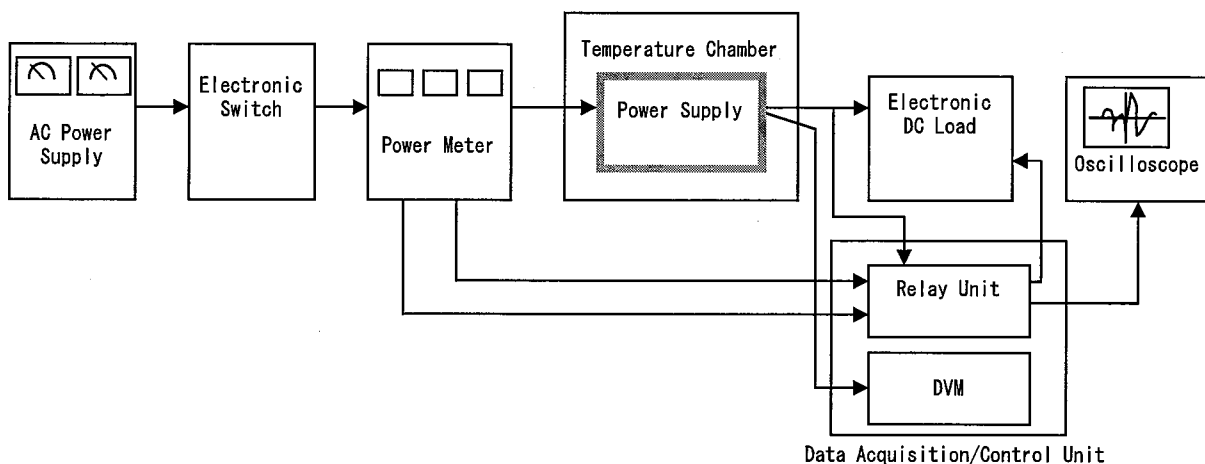 AC Power
Supply
Electronic
Switch
Power Meter
Temperature Chamber
Power Supply
Electronic
DC Load
Oscilloscope
Relay Unit
DVM
Data Acquisition/Control Unit